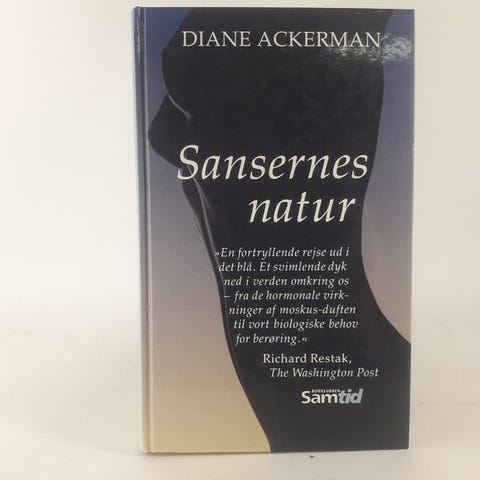 DIANE ACKERMAN
Sansernes
natur
»En fortryllende rejse ud i
det blå. Et svimlende dyk
ned i verden omkring os
– fra de hormonale virk-
ninger af moskus-duften
til vort biologiske behov
for berøring.«
Richard Restak,
The Washington Post
BOGKLUBBEN
Samtid